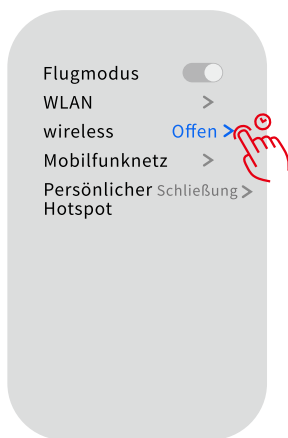 Flugmodus
WLAN
wireless Offen
Mobilfunknetz
Persönlicher Schließung
Hotspot